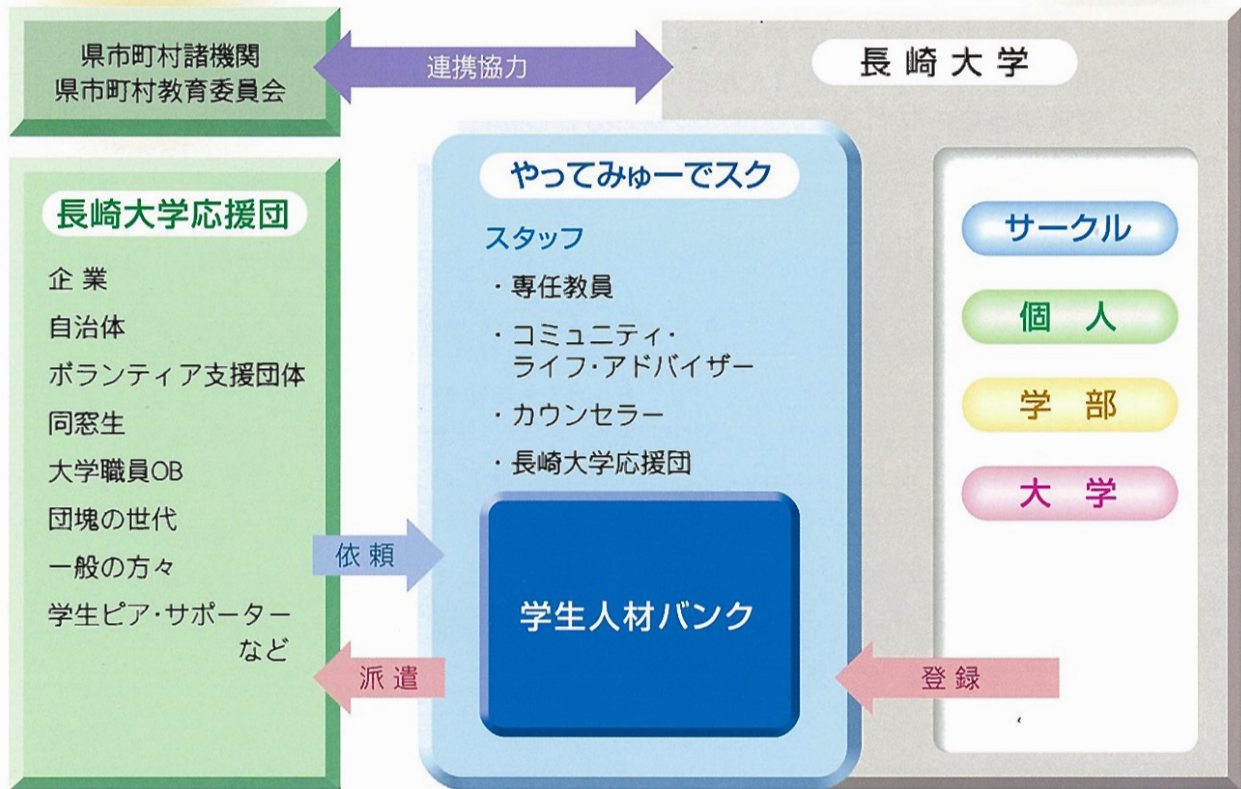 県市町村諸機関
県市町村教育委員会
連携協力
長崎大学
長崎大学応援団
企業
自治体
ボランティア支援団体
同窓生
大学職員OB
団塊の世代
一般の方々
学生ピア・サポーター
など
依頼
派遣
やってみゅーでスク
スタッフ
・専任教員
・コミュニティ・
ライフ・アドバイザー
・カウンセラー
・長崎大学応援団
学生人材バンク
登録
サークル
個人
学部
大学